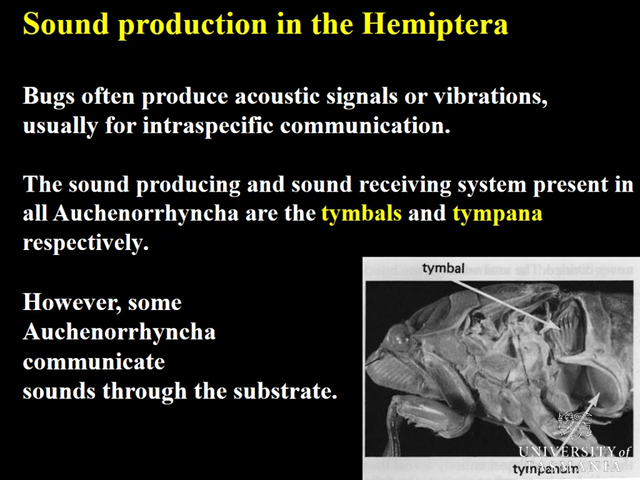 Sound production in the Hemiptera
Bugs often produce acoustic signals or vibrations,
usually for intraspecific communication.
The sound producing and sound receiving system present in
all Auchenorrhyncha are the tymbals and tympana
respectively.
However, some
Auchenorrhyncha
communicate
sounds through the substrate.
tymbal
tympanum
UNIVERSITY of
TASMANIA